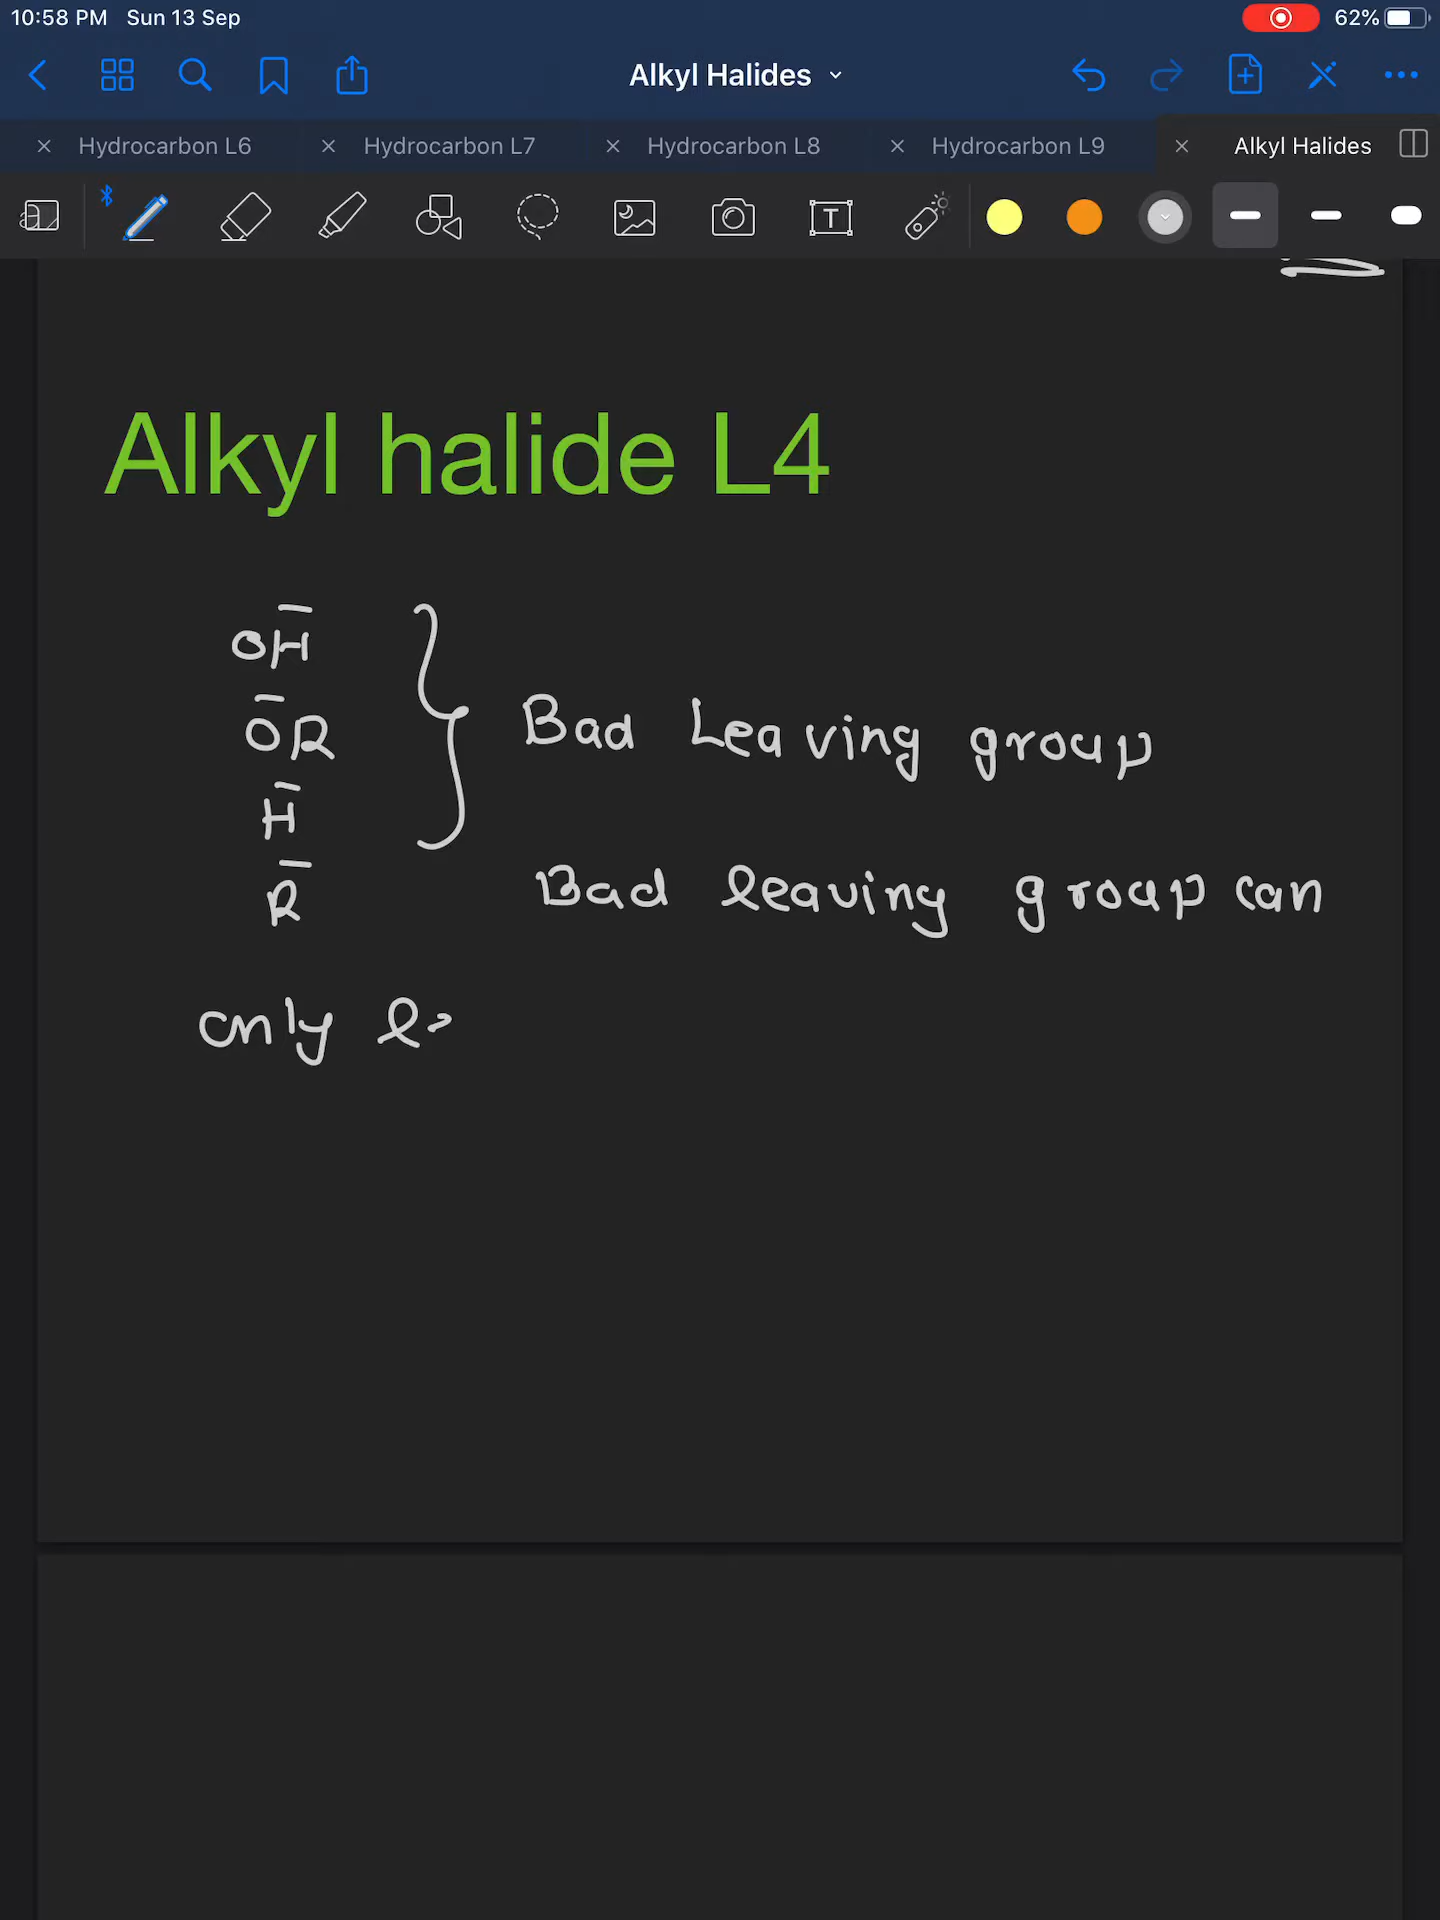 10:58 PM Sun 13 Sep 62%
Alkyl Halides
Hydrocarbon L6 Hydrocarbon L7 Hydrocarbon L8 Hydrocarbon L9 Alkyl Halides
Alkyl halide L4
OH⁻
O⁻R
Bad Leaving group
H⁻
R⁻
Bad leaving group can
only